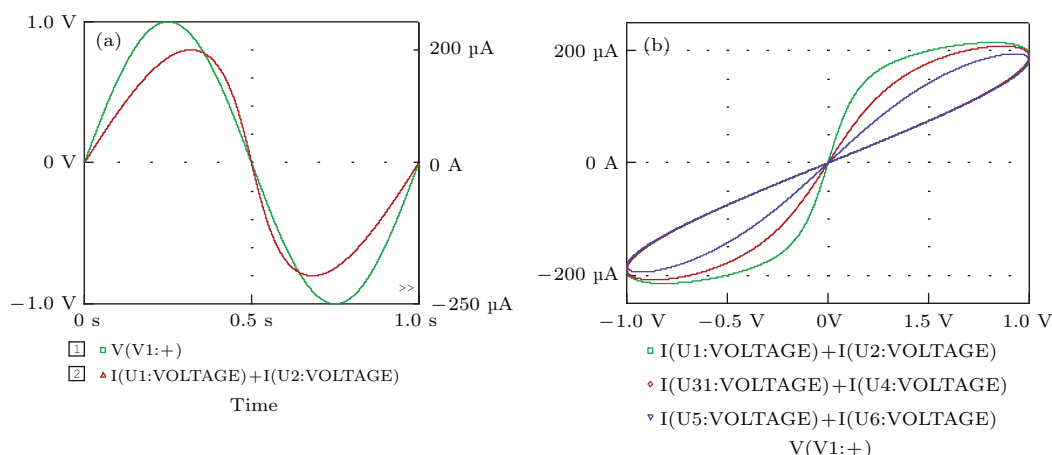 (a)
1.0 V
0 V
−1.0 V
200 µA
0 A
−250 µA
>>
0 s
0.5 s
1.0 s
1 V(V1:+)
2 I(U1:VOLTAGE)+I(U2:VOLTAGE)
Time
(b)
200 µA
0 A
−200 µA
−1.0 V
−0.5 V
0V
1.5 V
1.0 V
I(U1:VOLTAGE)+I(U2:VOLTAGE)
I(U31:VOLTAGE)+I(U4:VOLTAGE)
I(U5:VOLTAGE)+I(U6:VOLTAGE)
V(V1:+)